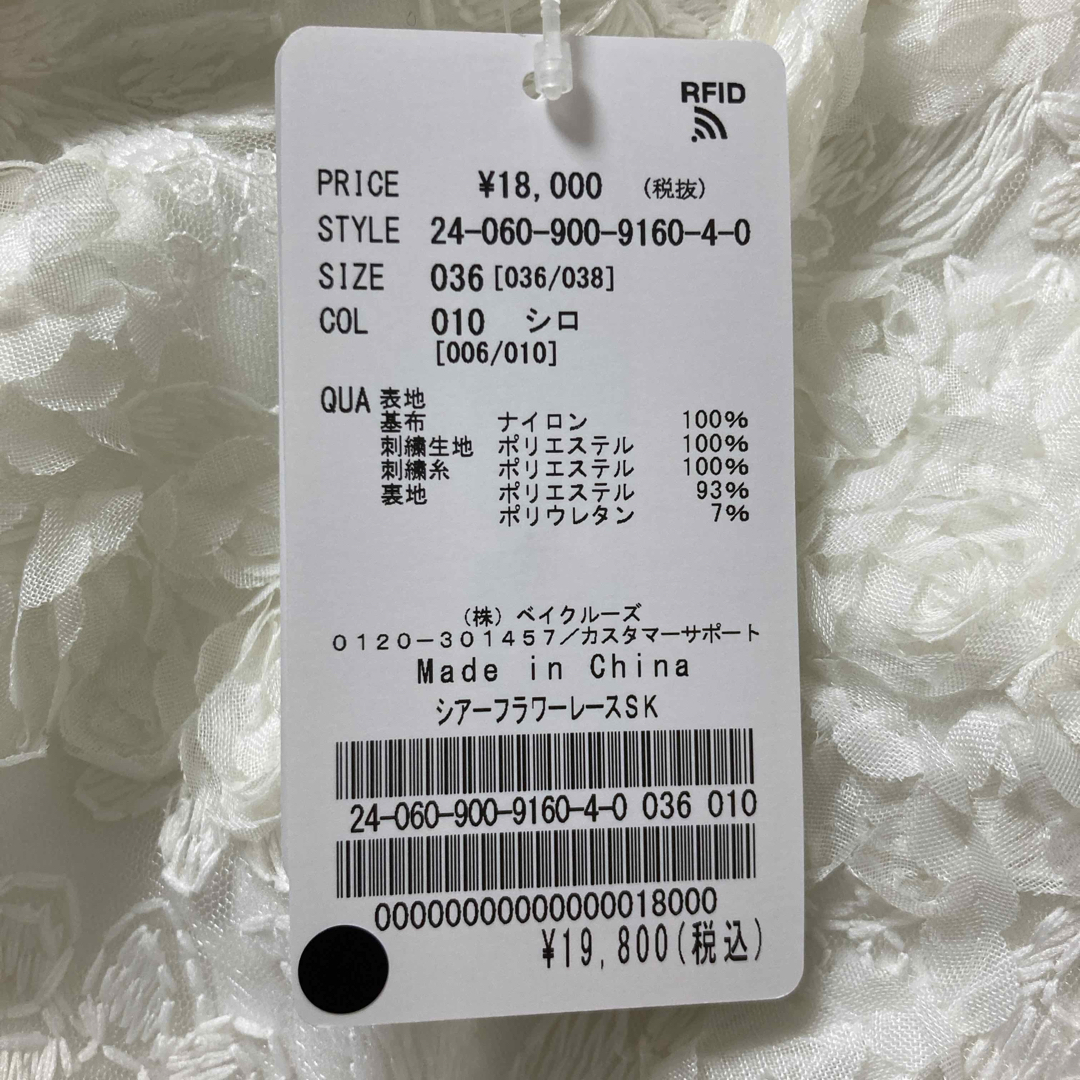 RFID
PRICE ¥18,000 (税抜)
STYLE 24-060-900-9160-4-0
SIZE 036 [036/038]
COL 010 シロ
[006/010]
QUA 表地
基布 ナイロン 100%
刺繍生地 ポリエステル 100%
刺繍糸 ポリエステル 100%
裏地 ポリエステル 93%
ポリウレタン 7%
(株) ベイクルーズ
0120-301457/カスタマーサポート
Made in China
シアーフラワーレースSK
24-060-900-9160-4-0 036 010
00000000000000018000
¥19,800(税込)